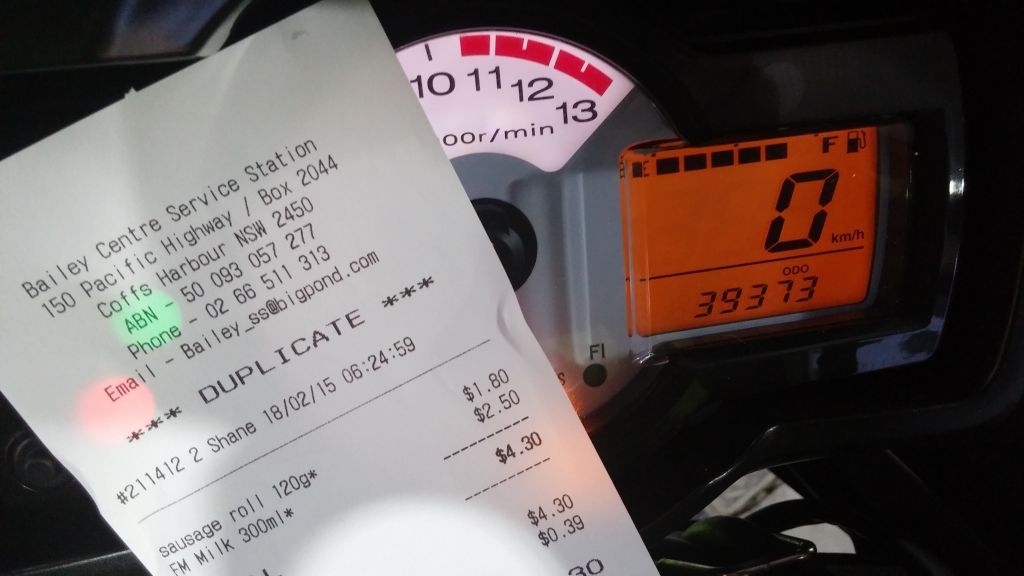 Bailey Centre Service Station
150 Pacific Highway / Box 2044
Coffs Harbour NSW 2450
ABN - 50 093 057 277
Phone - 02 66 511 313
Email - Bailey_ss@bigpond.com
*** DUPLICATE ***
#211412 2 Shane 18/02/15 06:24:59
sausage roll 120g* $1.80
FM Milk 300ml* $2.50
$4.30
$4.30
$0.39
30
10 11 12 13
00r/min
E F
0 km/h
ODO
39373
FI